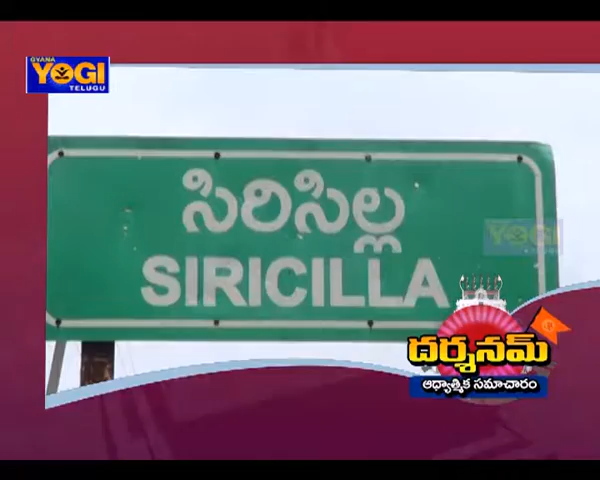 GYANA
YOGI
TELUGU
సిరిసిల్ల
YOGI
SIRICILLA
దర్శనమ్
ఆధ్యాత్మిక సమాచారం